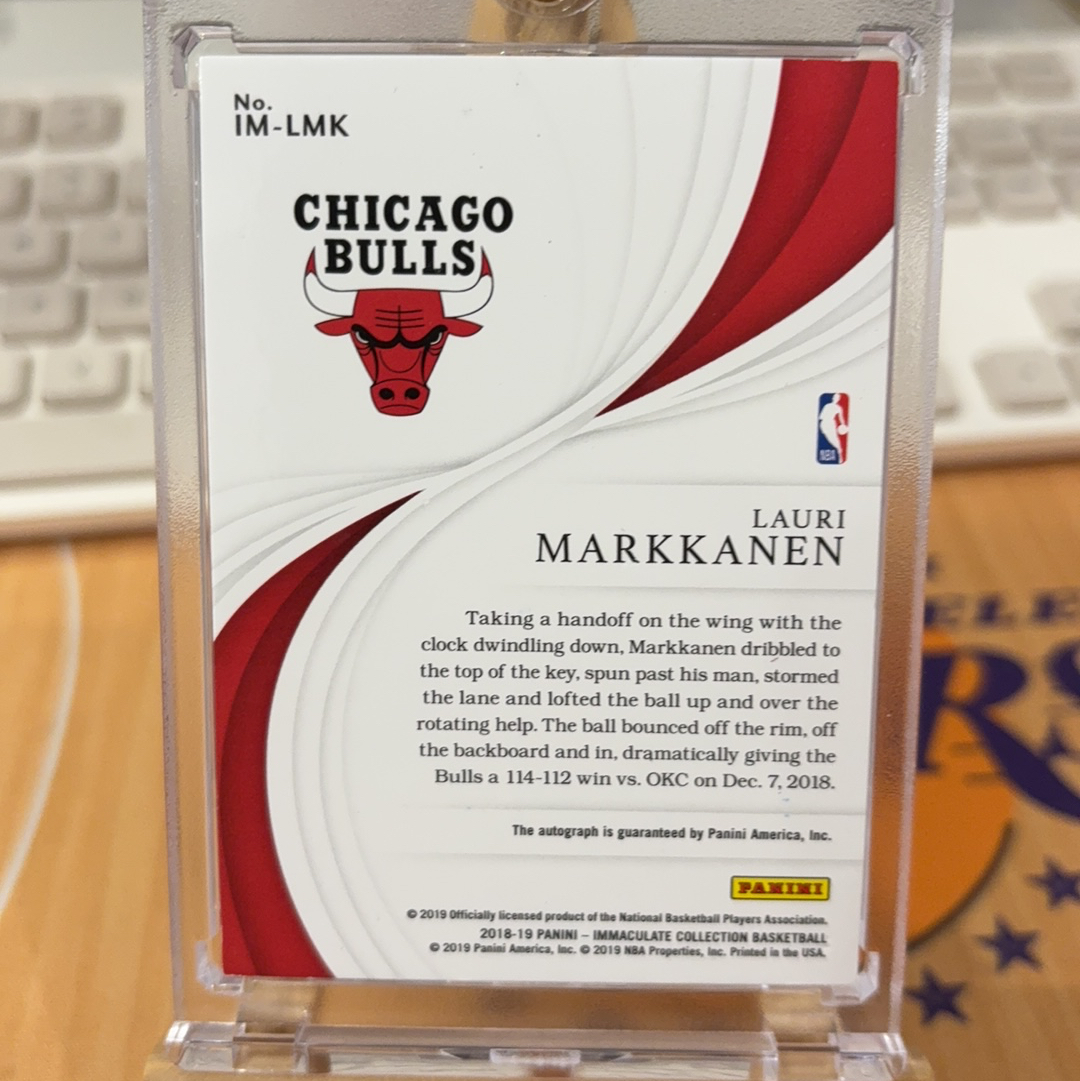 No.
IM-LMK
CHICAGO
BULLS
NBA
LAURI
MARKKANEN
Taking a handoff on the wing with the
clock dwindling down, Markkanen dribbled to
the top of the key, spun past his man, stormed
the lane and lofted the ball up and over the
rotating help. The ball bounced off the rim, off
the backboard and in, dramatically giving the
Bulls a 114-112 win vs. OKC on Dec. 7, 2018.
The autograph is guaranteed by Panini America, Inc.
PANINI
© 2019 Officially licensed product of the National Basketball Players Association.
2018-19 PANINI – IMMACULATE COLLECTION BASKETBALL
© 2019 Panini America, Inc. © 2019 NBA Properties, Inc. Printed in the USA.